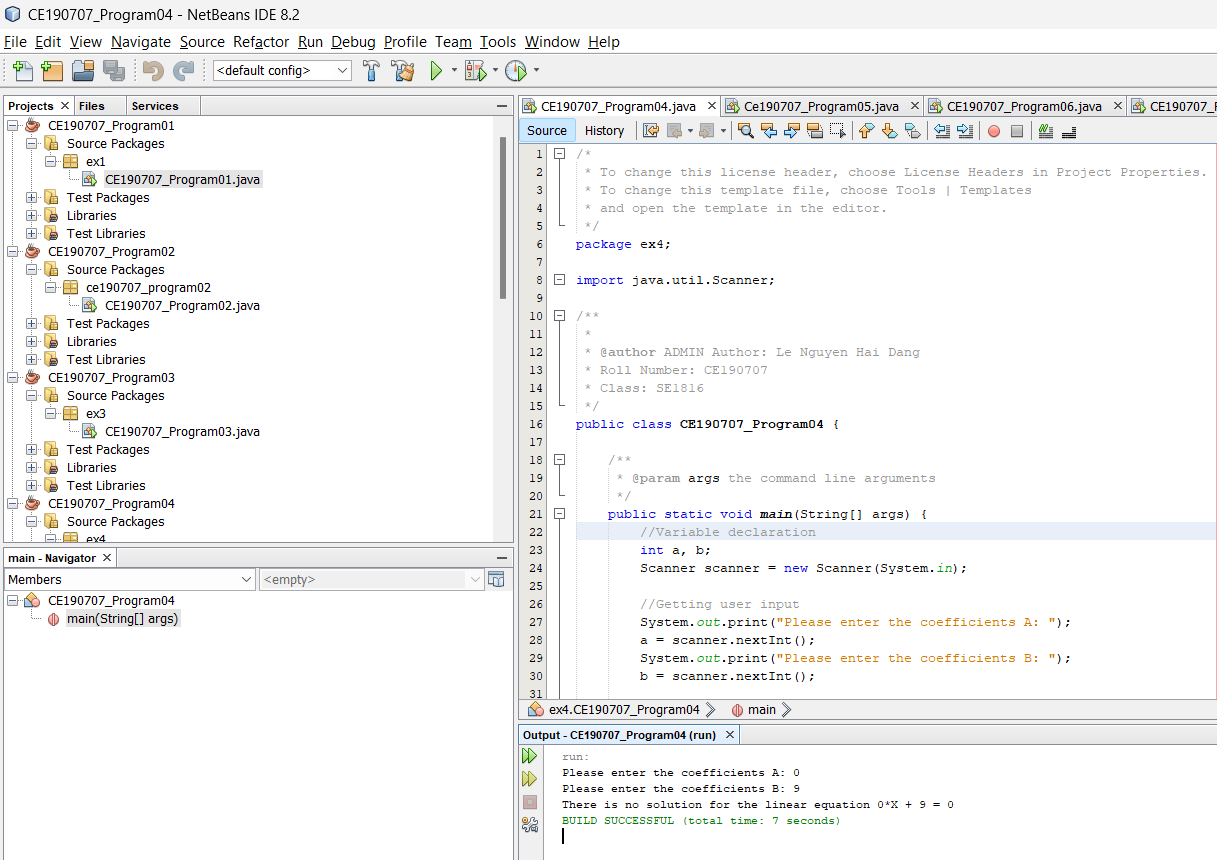 CE190707_Program04 - NetBeans IDE 8.2
File Edit View Navigate Source Refactor Run Debug Profile Team Tools Window Help
<default config>
Projects Files Services
CE190707_Program01
Source Packages
ex1
CE190707_Program01.java
Test Packages
Libraries
Test Libraries
CE190707_Program02
Source Packages
ce190707_program02
CE190707_Program02.java
Test Packages
Libraries
Test Libraries
CE190707_Program03
Source Packages
ex3
CE190707_Program03.java
Test Packages
Libraries
Test Libraries
CE190707_Program04
Source Packages
ex4
main - Navigator
Members <empty>
CE190707_Program04
main(String[] args)
CE190707_Program04.java Ce190707_Program05.java CE190707_Program06.java CE190707_P
Source History
1 /*
2 * To change this license header, choose License Headers in Project Properties.
3 * To change this template file, choose Tools | Templates
4 * and open the template in the editor.
5 */
6 package ex4;
7
8 import java.util.Scanner;
9
10 /**
11 *
12 * @author ADMIN Author: Le Nguyen Hai Dang
13 * Roll Number: CE190707
14 * Class: SE1816
15 */
16 public class CE190707_Program04 {
17
18 /**
19 * @param args the command line arguments
20 */
21 public static void main(String[] args) {
22 //Variable declaration
23 int a, b;
24 Scanner scanner = new Scanner(System.in);
25
26 //Getting user input
27 System.out.print("Please enter the coefficients A: ");
28 a = scanner.nextInt();
29 System.out.print("Please enter the coefficients B: ");
30 b = scanner.nextInt();
31
ex4.CE190707_Program04 main
Output - CE190707_Program04 (run)
run:
Please enter the coefficients A: 0
Please enter the coefficients B: 9
There is no solution for the linear equation 0*X + 9 = 0
BUILD SUCCESSFUL (total time: 7 seconds)